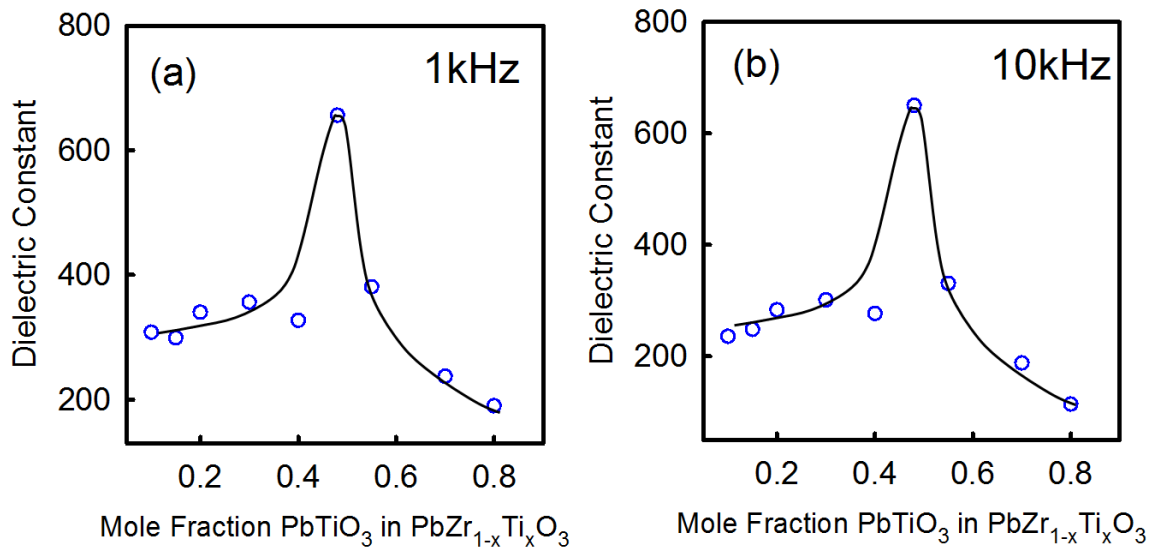 800
600
400
200
(a)
1kHz
Dielectric Constant
0.2
0.4
0.6
0.8
Mole Fraction PbTiO3 in PbZr1-xTixO3
800
600
400
200
(b)
10kHz
Dielectric Constant
0.2
0.4
0.6
0.8
Mole Fraction PbTiO3 in PbZr1-xTixO3